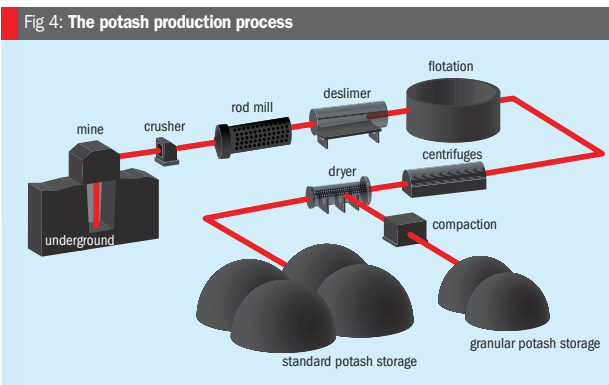 Fig 4: The potash production process
flotation
deslimer
rod mill
crusher
mine
centrifuges
dryer
compaction
underground
granular potash storage
standard potash storage